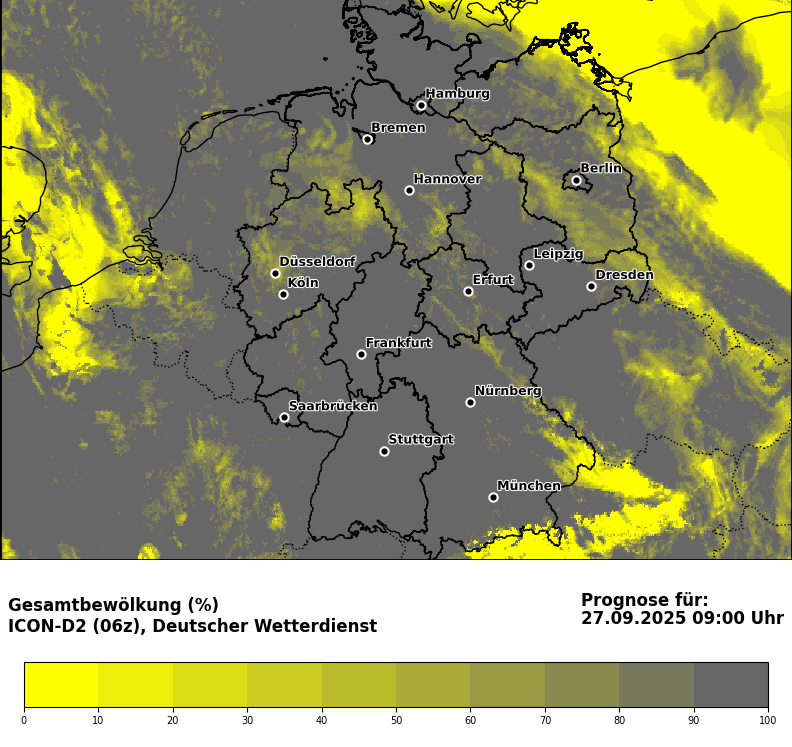 Hamburg
Bremen
Berlin
Hannover
Leipzig
Düsseldorf
Dresden
Köln
Erfurt
Frankfurt
Nürnberg
Saarbrücken
Stuttgart
München
Gesamtbewölkung (%)
ICON-D2 (06z), Deutscher Wetterdienst
Prognose für:
27.09.2025 09:00 Uhr
0 10 20 30 40 50 60 70 80 90 100